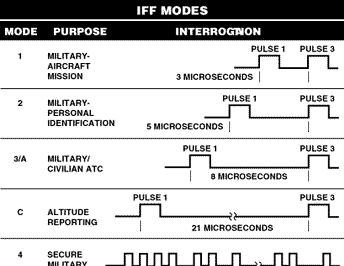 IFF MODES
MODE PURPOSE INTERROGATION
1 MILITARY- PULSE 1 PULSE 3
AIRCRAFT
MISSION 3 MICROSECONDS
2 MILITARY- PULSE 1 PULSE 3
PERSONAL
IDENTIFICATION 5 MICROSECONDS
3/A MILITARY/ PULSE 1 PULSE 3
CIVILIAN ATC
8 MICROSECONDS
C ALTITUDE PULSE 1 PULSE 3
REPORTING
21 MICROSECONDS
4 SECURE
MILITARY